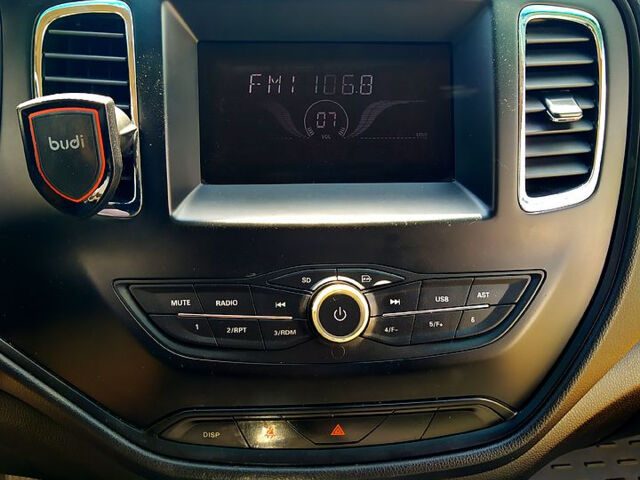 FM1 106.8
07
VOL
budi
SD
MUTE RADIO USB AST
1 2/RPT 3/RDM 4/F- 5/F+ 6
DISP